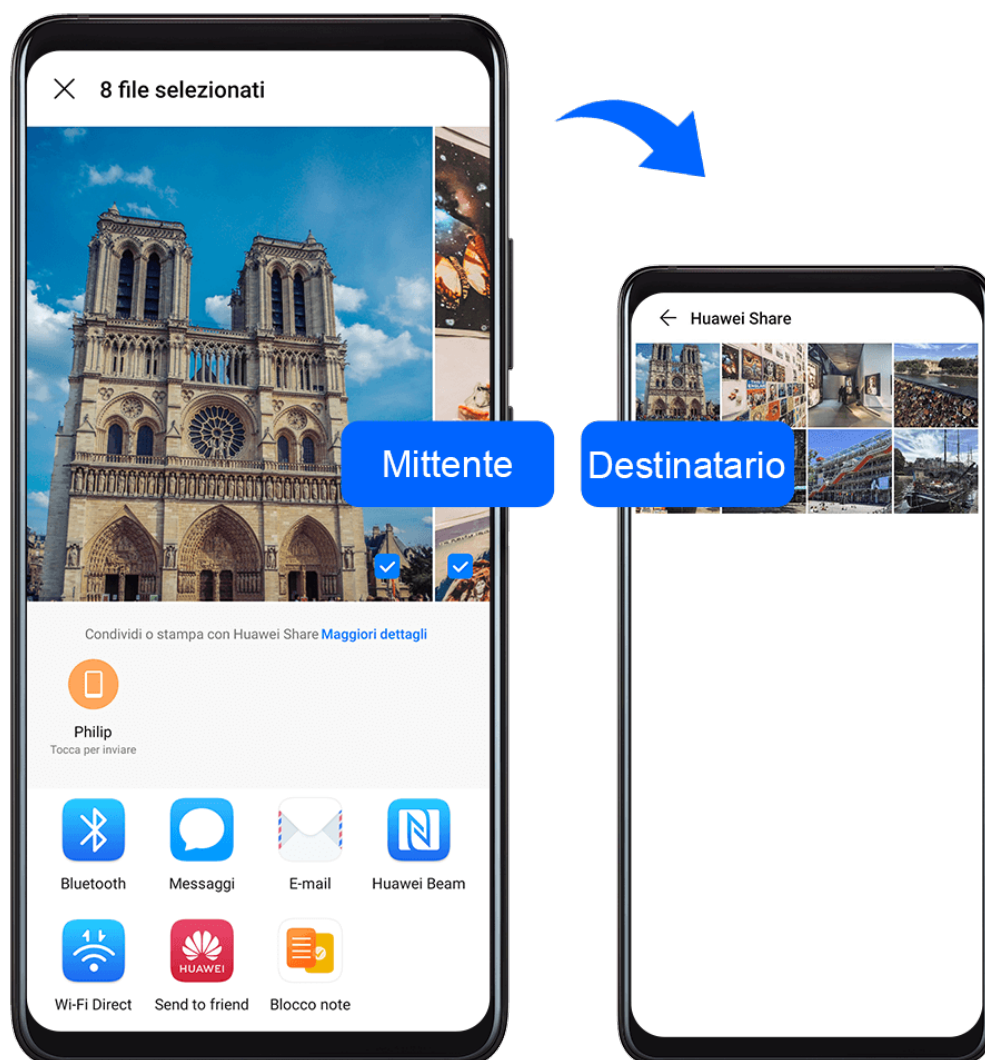 8 file selezionati
Mittente
Condividi o stampa con Huawei Share Maggiori dettagli
Philip
Tocca per inviare
Bluetooth
Messaggi
E-mail
Huawei Beam
HUAWEI
Wi-Fi Direct
Send to friend
Blocco note
Huawei Share
Destinatario